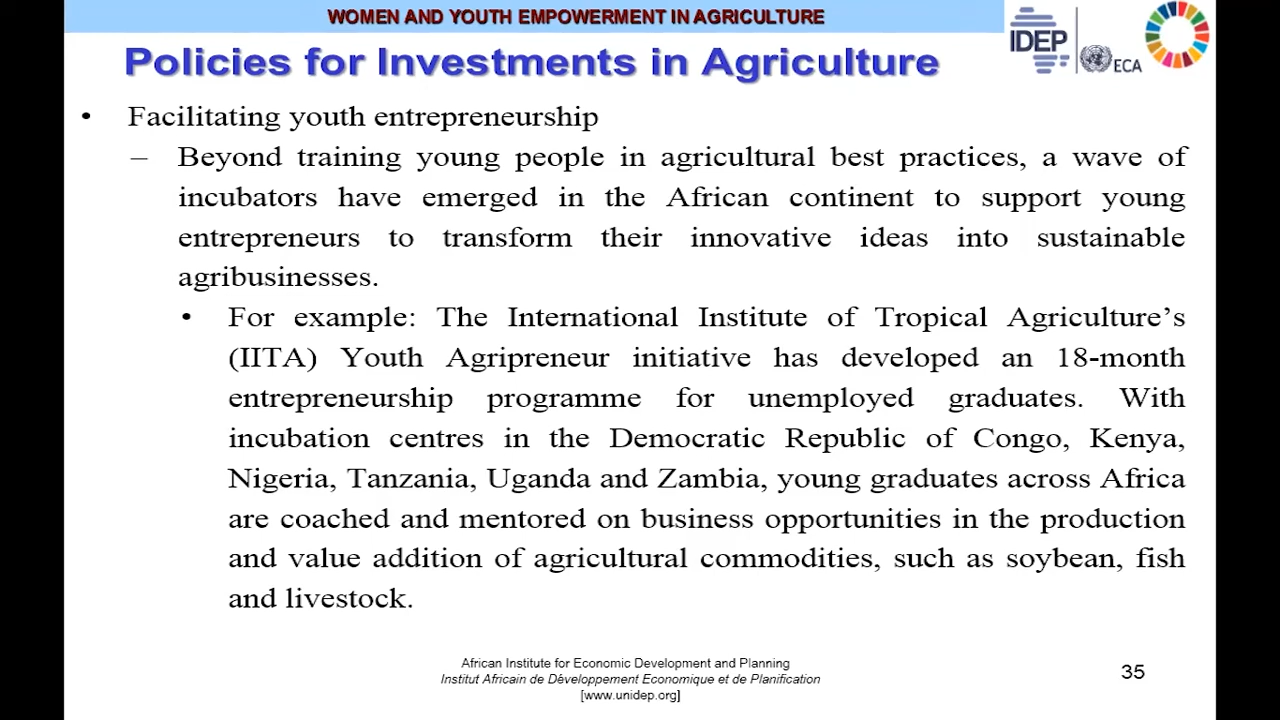 WOMEN AND YOUTH EMPOWERMENT IN AGRICULTURE
Policies for Investments in Agriculture
IDEP
ECA
• Facilitating youth entrepreneurship
– Beyond training young people in agricultural best practices, a wave of
incubators have emerged in the African continent to support young
entrepreneurs to transform their innovative ideas into sustainable
agribusinesses.
• For example: The International Institute of Tropical Agriculture’s
(IITA) Youth Agripreneur initiative has developed an 18-month
entrepreneurship programme for unemployed graduates. With
incubation centres in the Democratic Republic of Congo, Kenya,
Nigeria, Tanzania, Uganda and Zambia, young graduates across Africa
are coached and mentored on business opportunities in the production
and value addition of agricultural commodities, such as soybean, fish
and livestock.
African Institute for Economic Development and Planning
Institut Africain de Développement Economique et de Planification
[www.unidep.org]
35